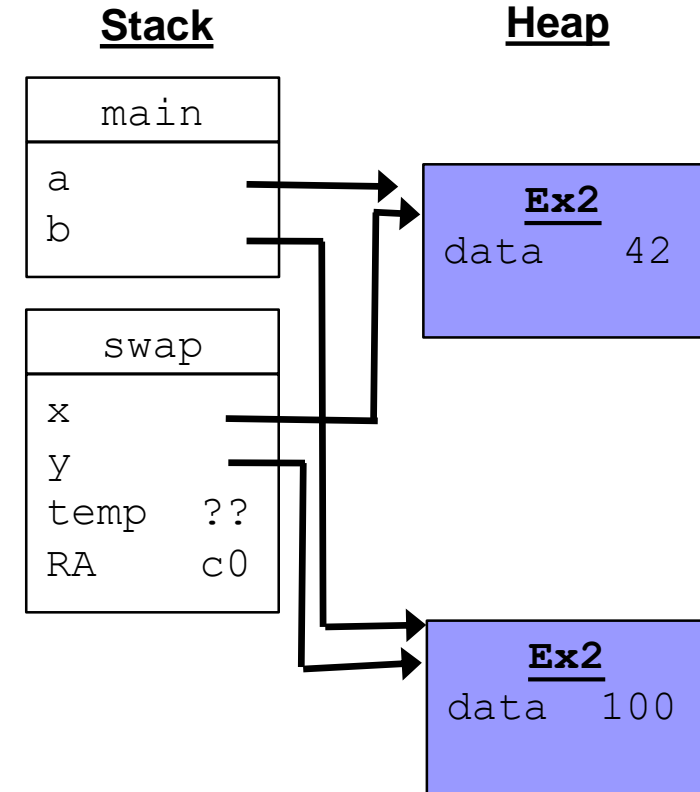 Stack
Heap
main
a
b
swap
x
y
temp ??
RA c0
Ex2
data 42
Ex2
data 100